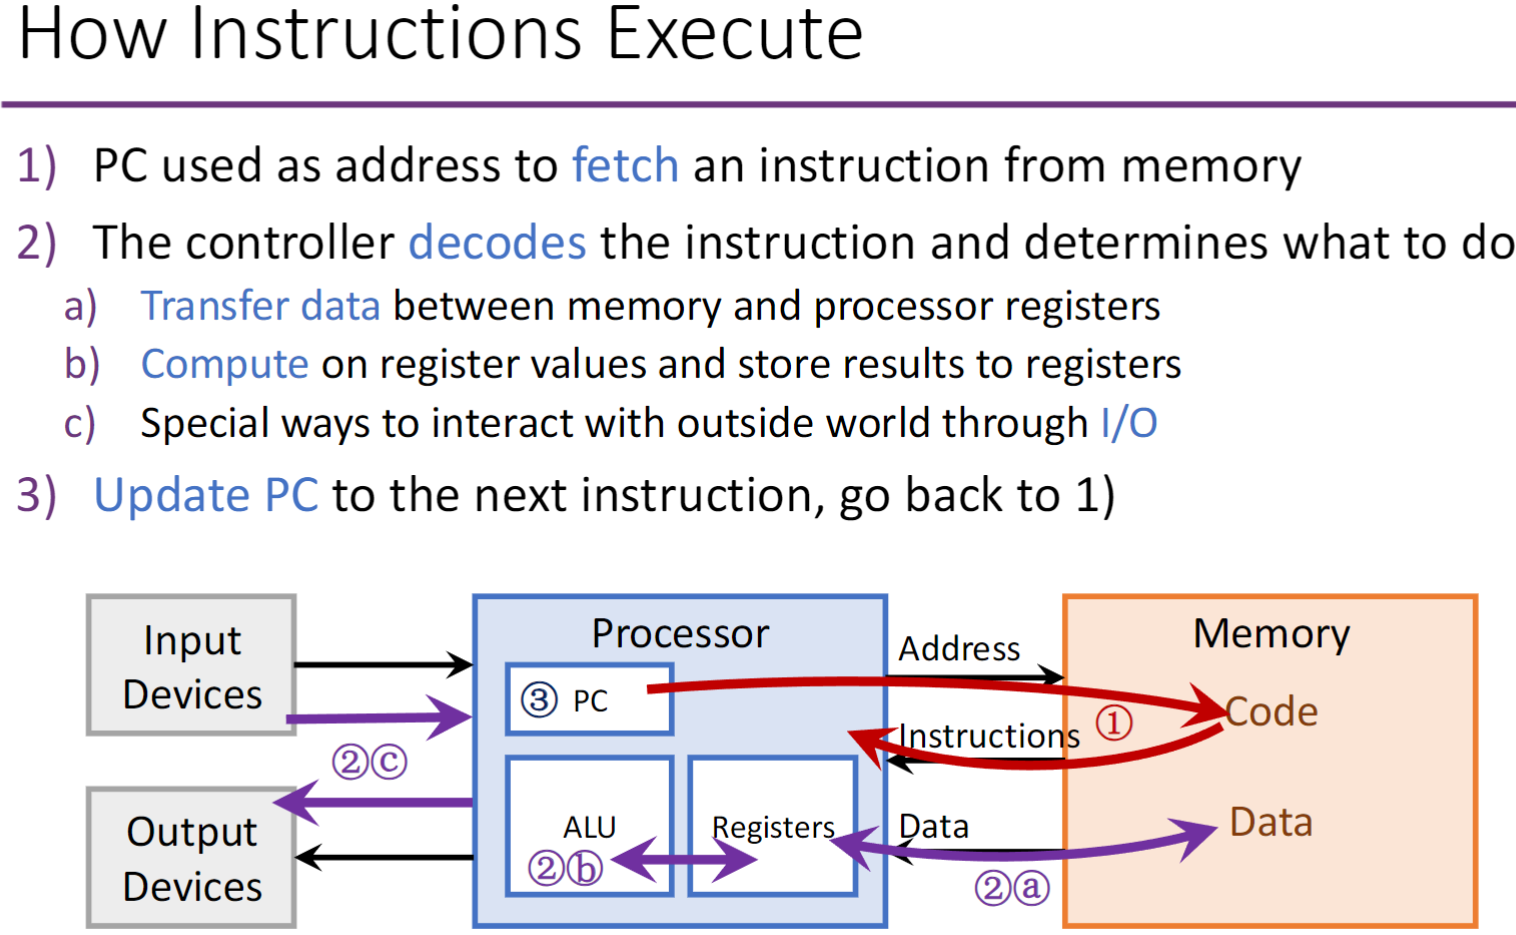 How Instructions Execute
1) PC used as address to fetch an instruction from memory
2) The controller decodes the instruction and determines what to do
a) Transfer data between memory and processor registers
b) Compute on register values and store results to registers
c) Special ways to interact with outside world through I/O
3) Update PC to the next instruction, go back to 1)
Input
Devices
②ⓒ
Output
Devices
Processor
③ PC
ALU
②ⓑ
Registers
Address
Instructions
①
Data
②ⓐ
Memory
Code
Data